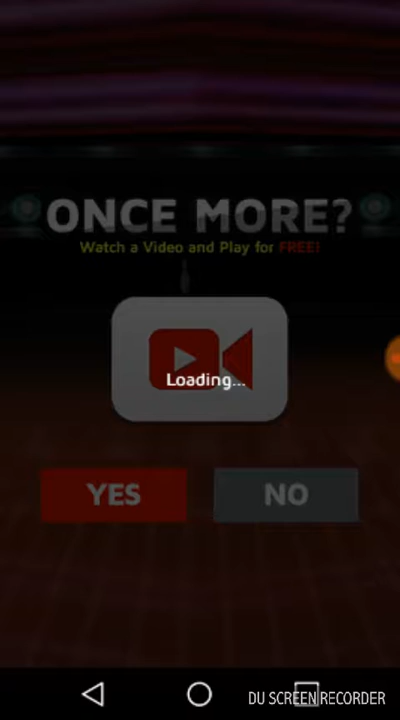 ONCE MORE?
Watch a Video and Play for FREE!
Loading...
YES NO
DU SCREEN RECORDER